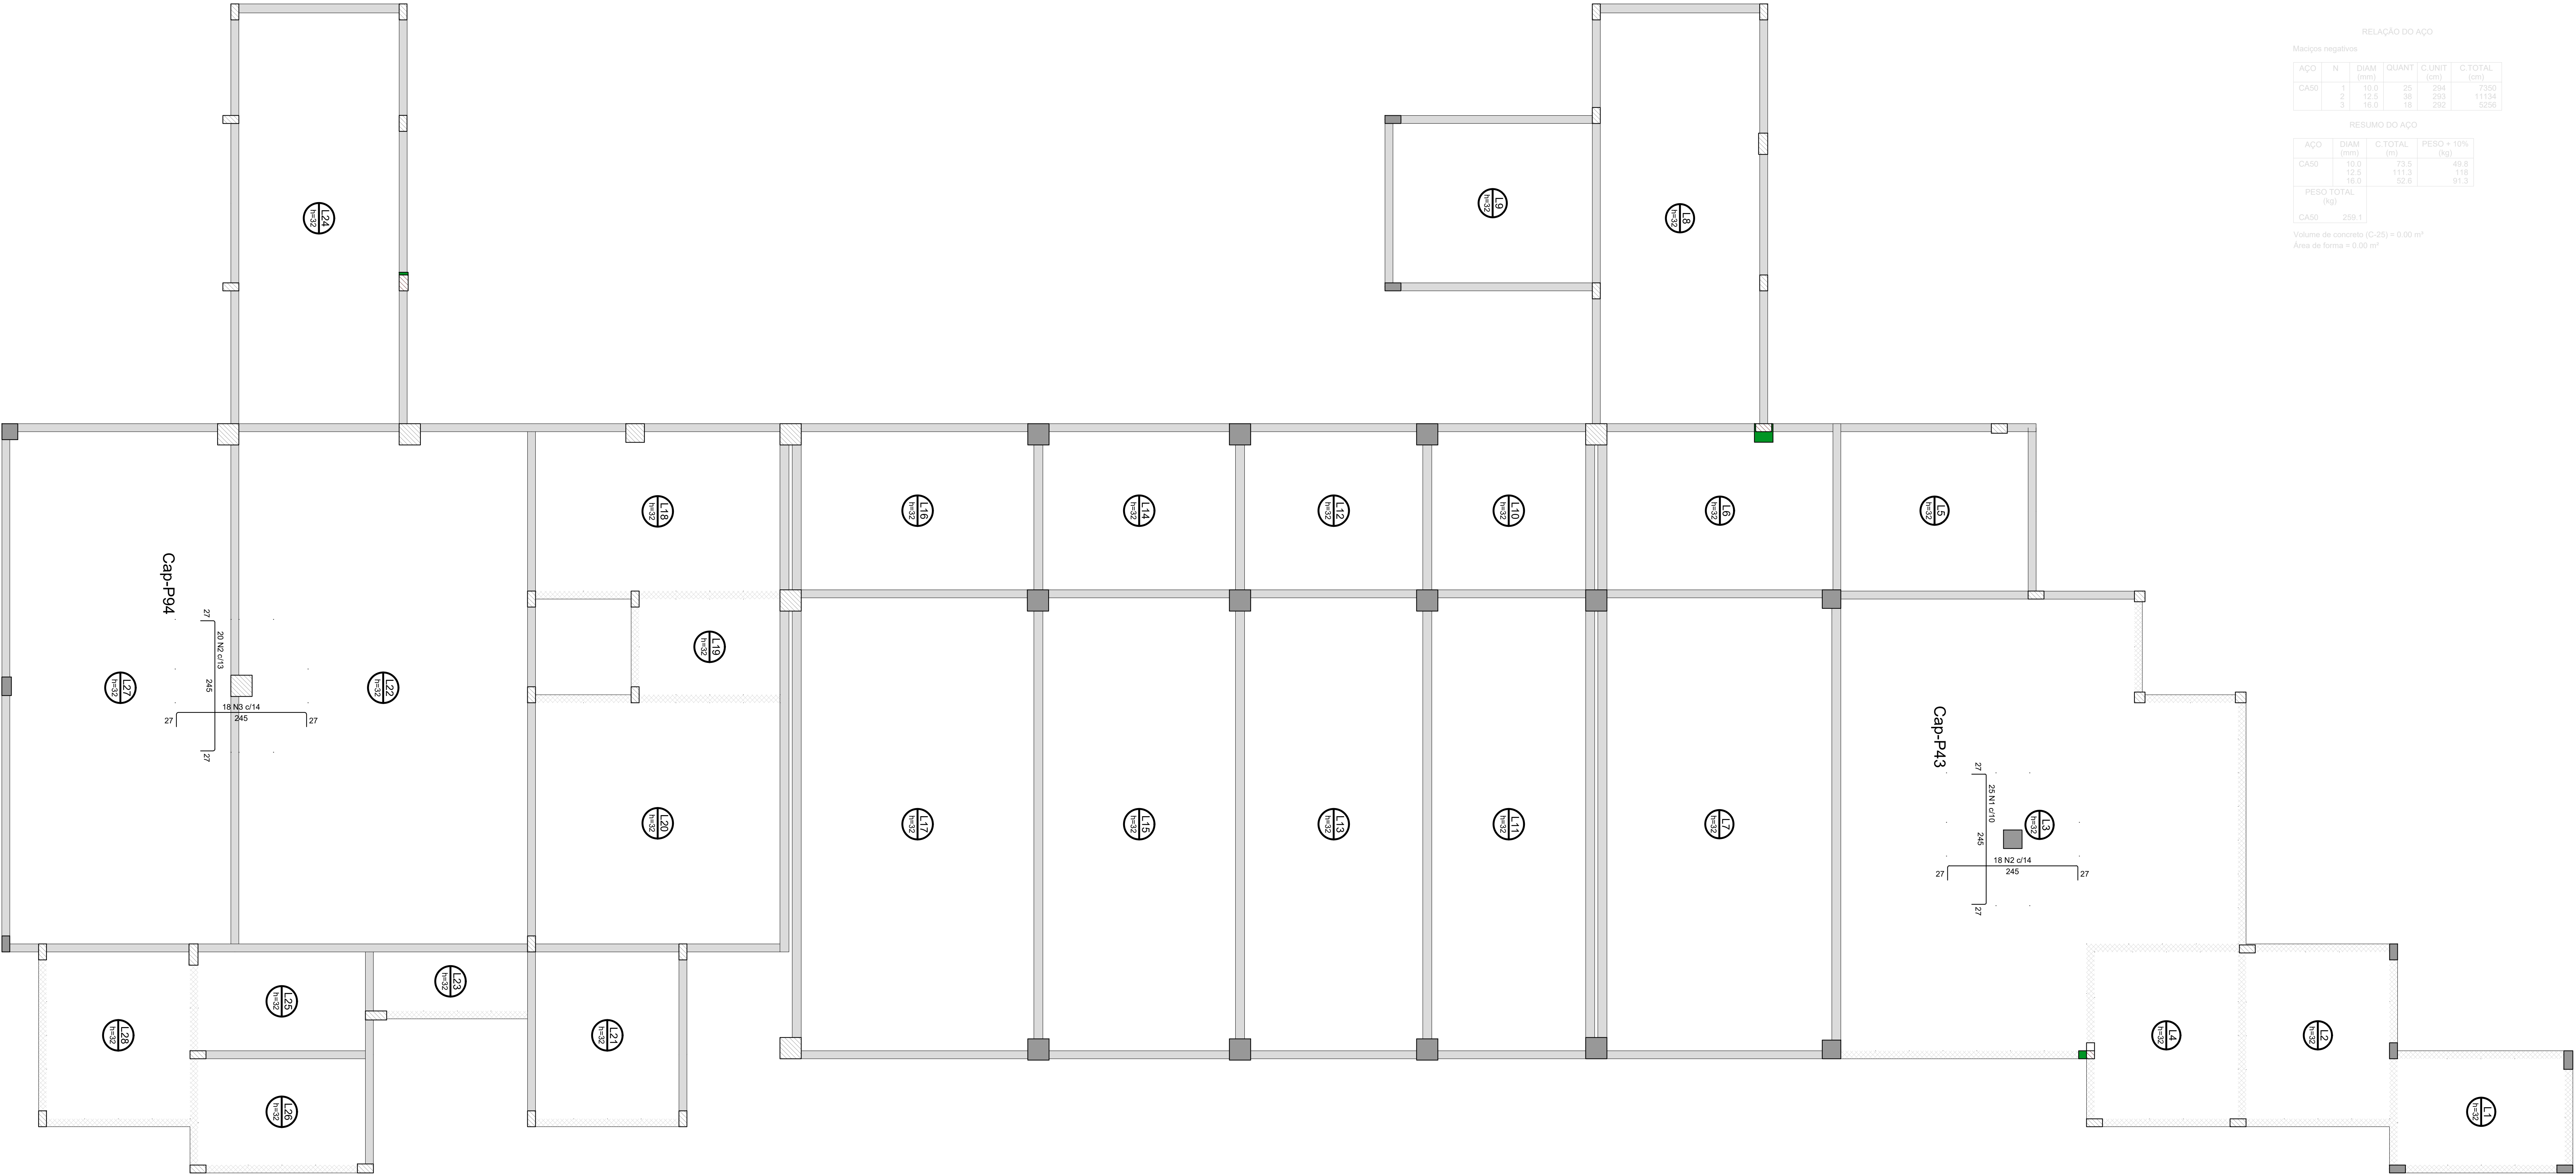 RELAÇÃO DO AÇO
Maciços negativos
AÇO N DIAM (mm) QUANT C.UNIT (cm) C.TOTAL (cm)
CA50 1 10.0 25 294 7350
2 12.5 38 293 11134
3 16.0 18 292 5256
RESUMO DO AÇO
AÇO DIAM (mm) C.TOTAL (m) PESO + 10% (kg)
CA50 10.0 73.5 49.8
12.5 111.3 118
16.0 52.6 91.3
PESO TOTAL
(kg)
CA50 259.1
Volume de concreto (C-25) = 0.00 m³
Área de forma = 0.00 m²
L24
h=32
L9
h=32
L8
h=32
L18
h=32
L16
h=32
L14
h=32
L12
h=32
L10
h=32
L6
h=32
L5
h=32
Cap-P94
27
20 N2 c/13
245
27
18 N3 c/14
27
245
27
L27
h=32
L22
h=32
L19
h=32
L20
h=32
L17
h=32
L15
h=32
L13
h=32
L11
h=32
L7
h=32
Cap-P43
27
25 N1 c/10
245
27
L3
h=32
18 N2 c/14
27
245
27
L28
h=32
L25
h=32
L23
h=32
L21
h=32
L26
h=32
L4
h=32
L2
h=32
L1
h=32